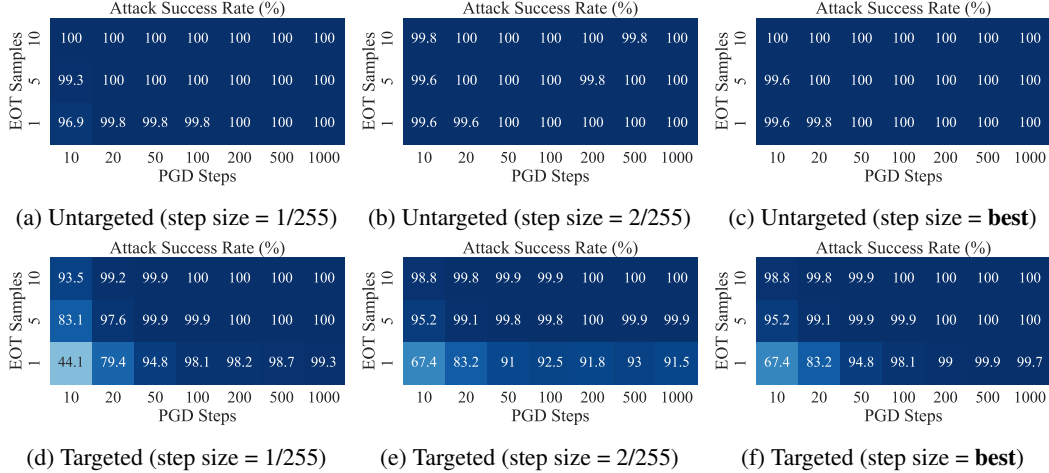 Attack Success Rate (%)
EOT Samples
10 100 100 100 100 100 100 100
5 99.3 100 100 100 100 100 100
1 96.9 99.8 99.8 99.8 100 100 100
10 20 50 100 200 500 1000
PGD Steps
(a) Untargeted (step size = 1/255)
Attack Success Rate (%)
EOT Samples
10 99.8 100 100 100 100 99.8 100
5 99.6 100 100 100 99.8 100 100
1 99.6 99.6 100 100 100 100 100
10 20 50 100 200 500 1000
PGD Steps
(b) Untargeted (step size = 2/255)
Attack Success Rate (%)
EOT Samples
10 100 100 100 100 100 100 100
5 99.6 100 100 100 100 100 100
1 99.6 99.8 100 100 100 100 100
10 20 50 100 200 500 1000
PGD Steps
(c) Untargeted (step size = best)
Attack Success Rate (%)
EOT Samples
10 93.5 99.2 99.9 100 100 100 100
5 83.1 97.6 99.9 99.9 100 100 100
1 44.1 79.4 94.8 98.1 98.2 98.7 99.3
10 20 50 100 200 500 1000
PGD Steps
(d) Targeted (step size = 1/255)
Attack Success Rate (%)
EOT Samples
10 98.8 99.8 99.9 99.9 100 100 100
5 95.2 99.1 99.8 99.8 100 99.9 99.9
1 67.4 83.2 91 92.5 91.8 93 91.5
10 20 50 100 200 500 1000
PGD Steps
(e) Targeted (step size = 2/255)
Attack Success Rate (%)
EOT Samples
10 98.8 99.8 99.9 100 100 100 100
5 95.2 99.1 99.9 99.9 100 100 100
1 67.4 83.2 94.8 98.1 99 99.9 99.7
10 20 50 100 200 500 1000
PGD Steps
(f) Targeted (step size = best)